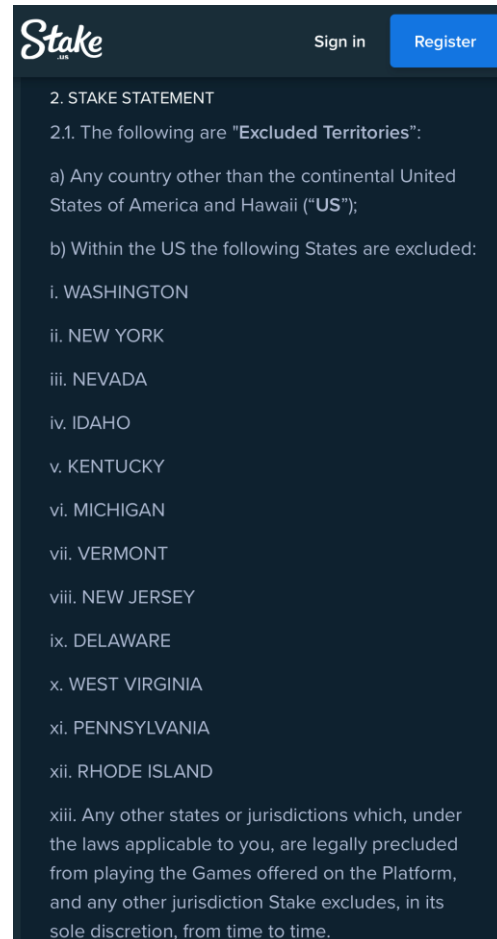 Stake
.us
Sign in
Register
2. STAKE STATEMENT
2.1. The following are "Excluded Territories”:
a) Any country other than the continental United
States of America and Hawaii (“US”);
b) Within the US the following States are excluded:
i. WASHINGTON
ii. NEW YORK
iii. NEVADA
iv. IDAHO
v. KENTUCKY
vi. MICHIGAN
vii. VERMONT
viii. NEW JERSEY
ix. DELAWARE
x. WEST VIRGINIA
xi. PENNSYLVANIA
xii. RHODE ISLAND
xiii. Any other states or jurisdictions which, under
the laws applicable to you, are legally precluded
from playing the Games offered on the Platform,
and any other jurisdiction Stake excludes, in its
sole discretion, from time to time.